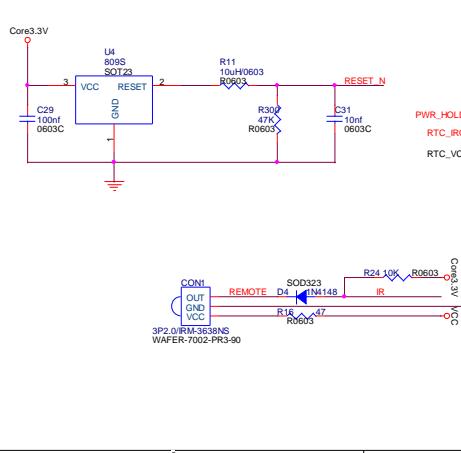 Core3.3V
U4
809S
SOT23
3
VCC
RESET
2
GND
1
R11
10uH/0603
R0603
RESET_N
C29
100nf
0603C
R300
47K
R0603
C31
10nf
0603C
PWR_HOL
RTC_IR
RTC_VC
CON1
OUT
GND
VCC
REMOTE
SOD323
D4
1N4148
R24 10K
R0603
IR
Core3.3V
VCC
R16
47
R0603
3P2.0/IRM-3638NS
WAFER-7002-PR3-90